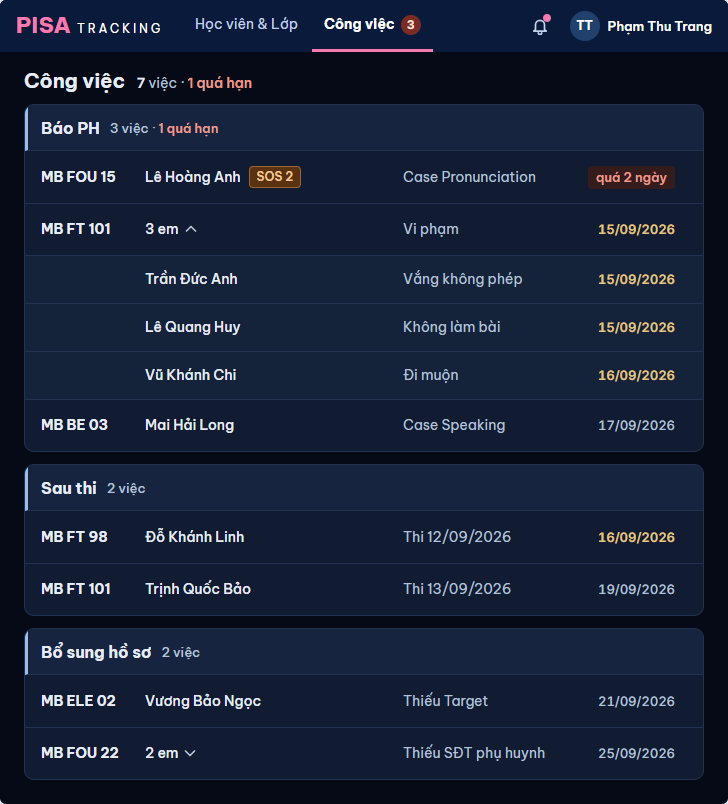 PISA TRACKING Học viên & Lớp Công việc 3 TT Phạm Thu Trang
Công việc 7 việc · 1 quá hạn
Báo PH 3 việc · 1 quá hạn
MB FOU 15 Lê Hoàng Anh SOS 2 Case Pronunciation quá 2 ngày
MB FT 101 3 em Vi phạm 15/09/2026
Trần Đức Anh Vắng không phép 15/09/2026
Lê Quang Huy Không làm bài 15/09/2026
Vũ Khánh Chi Đi muộn 16/09/2026
MB BE 03 Mai Hải Long Case Speaking 17/09/2026
Sau thi 2 việc
MB FT 98 Đỗ Khánh Linh Thi 12/09/2026 16/09/2026
MB FT 101 Trịnh Quốc Bảo Thi 13/09/2026 19/09/2026
Bổ sung hồ sơ 2 việc
MB ELE 02 Vương Bảo Ngọc Thiếu Target 21/09/2026
MB FOU 22 2 em Thiếu SĐT phụ huynh 25/09/2026